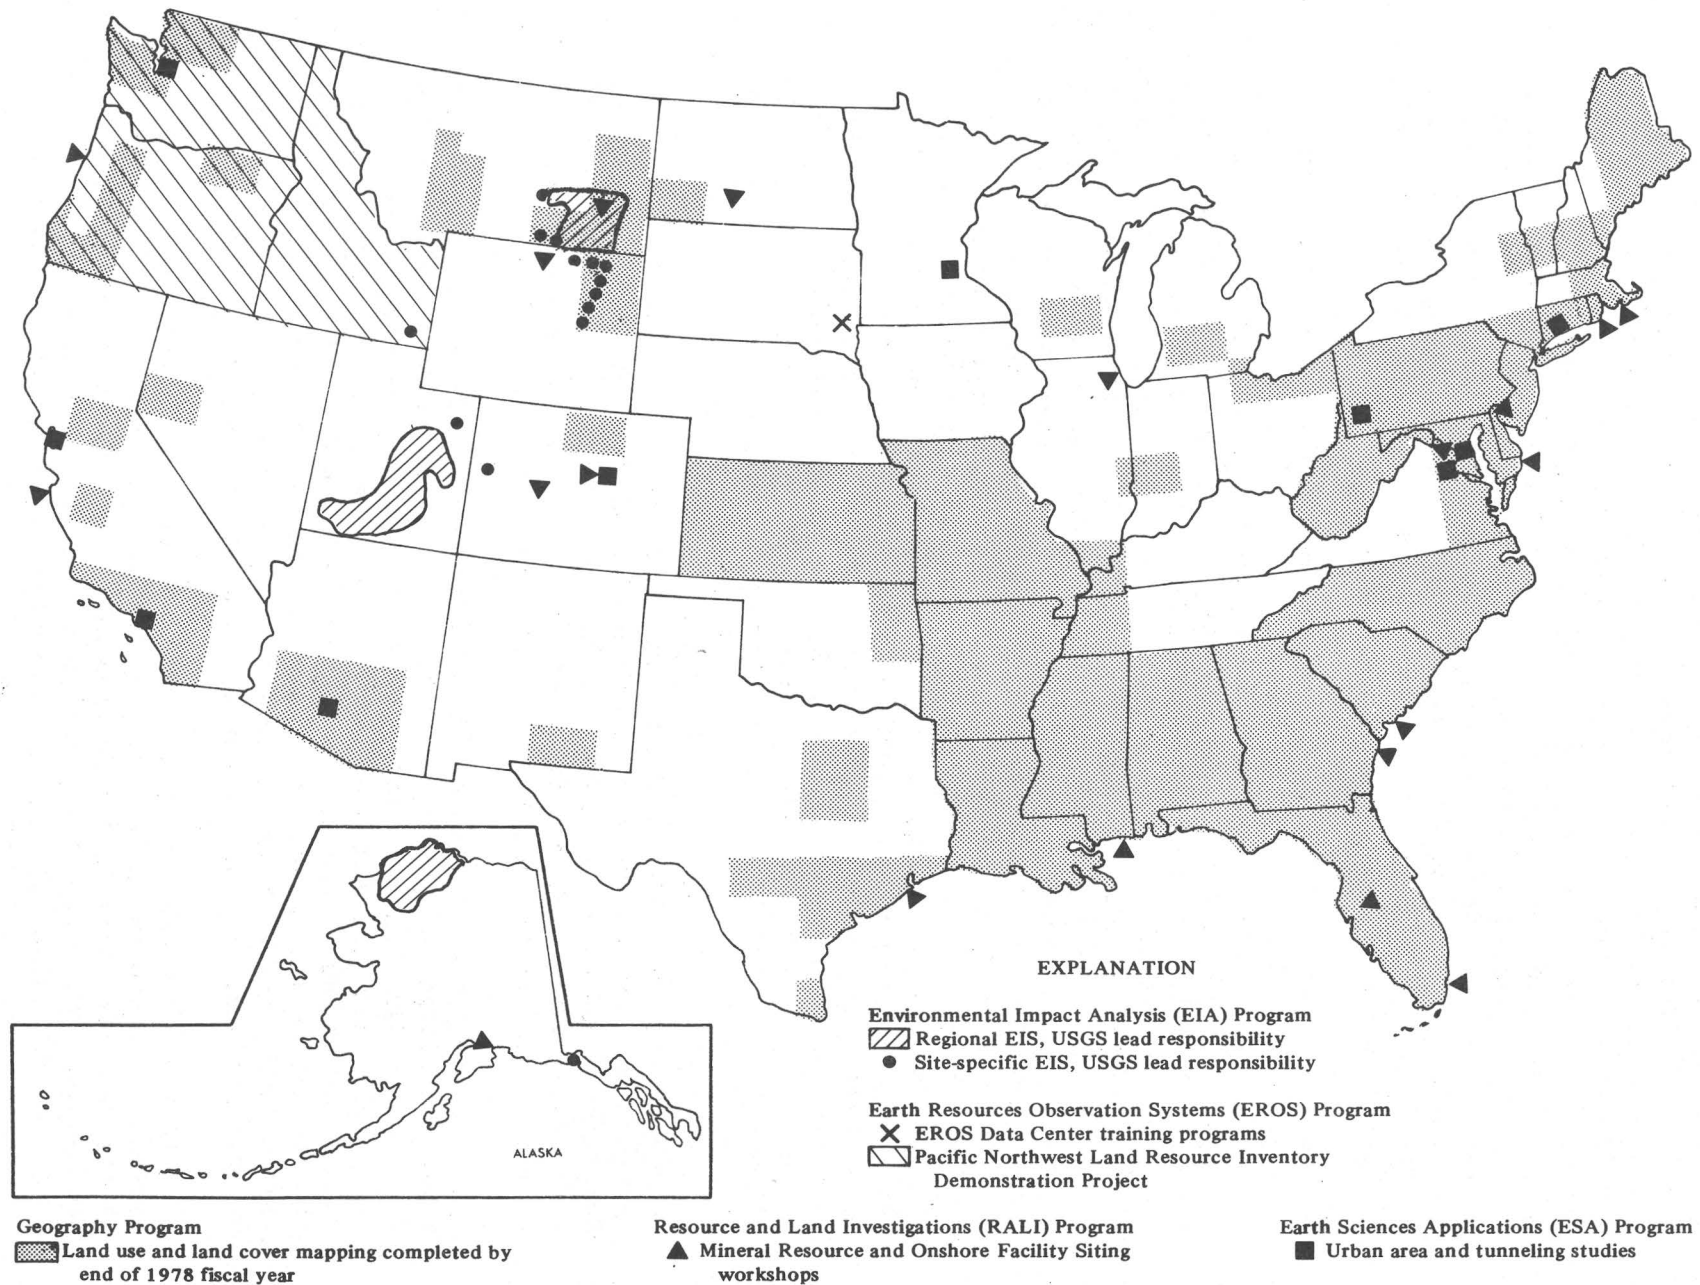 ALASKA
EXPLANATION
Environmental Impact Analysis (EIA) Program
Regional EIS, USGS lead responsibility
Site-specific EIS, USGS lead responsibility
Earth Resources Observation Systems (EROS) Program
EROS Data Center training programs
Pacific Northwest Land Resource Inventory
Demonstration Project
Geography Program
Land use and land cover mapping completed by
end of 1978 fiscal year
Resource and Land Investigations (RALI) Program
Mineral Resource and Onshore Facility Siting
workshops
Earth Sciences Applications (ESA) Program
Urban area and tunneling studies